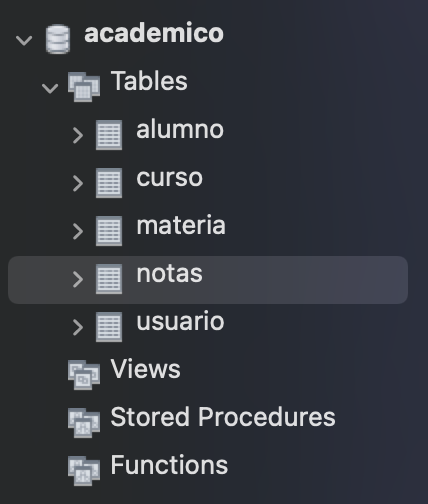 academico
Tables
alumno
curso
materia
notas
usuario
Views
Stored Procedures
Functions